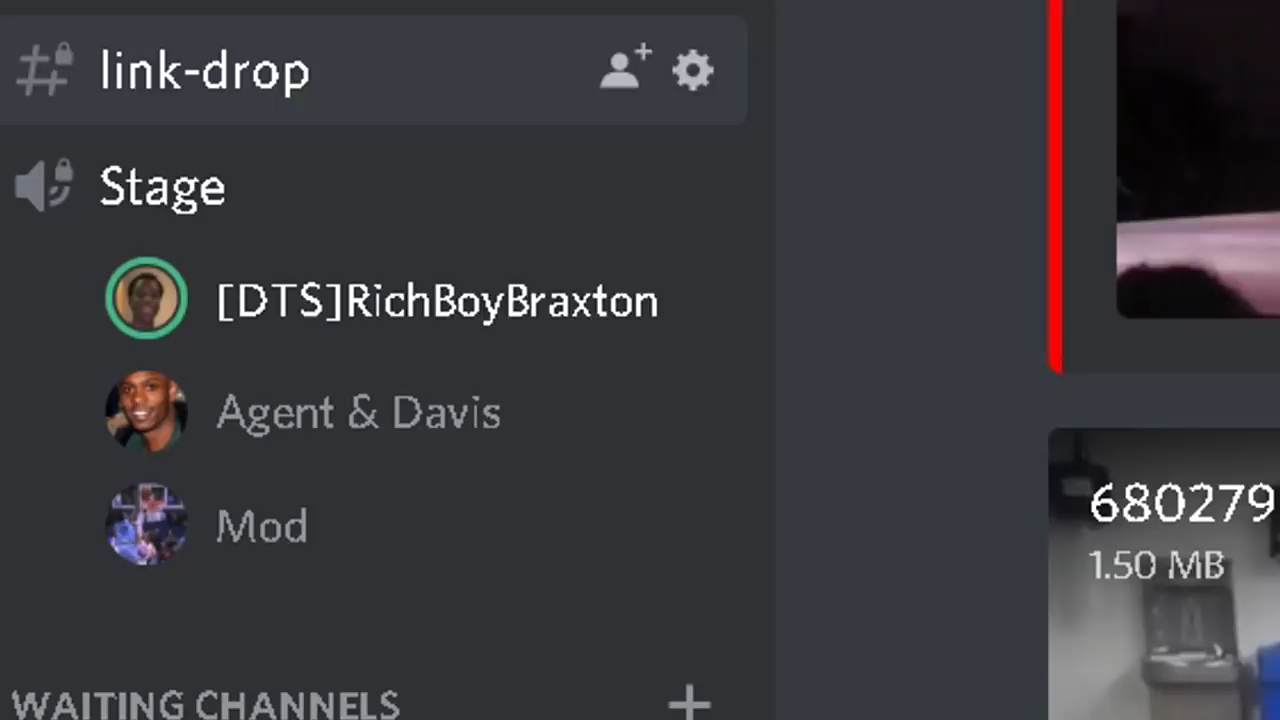 link-drop
Stage
[DTS]RichBoyBraxton
Agent & Davis
Mod
WAITING CHANNELS
680279
1.50 MB